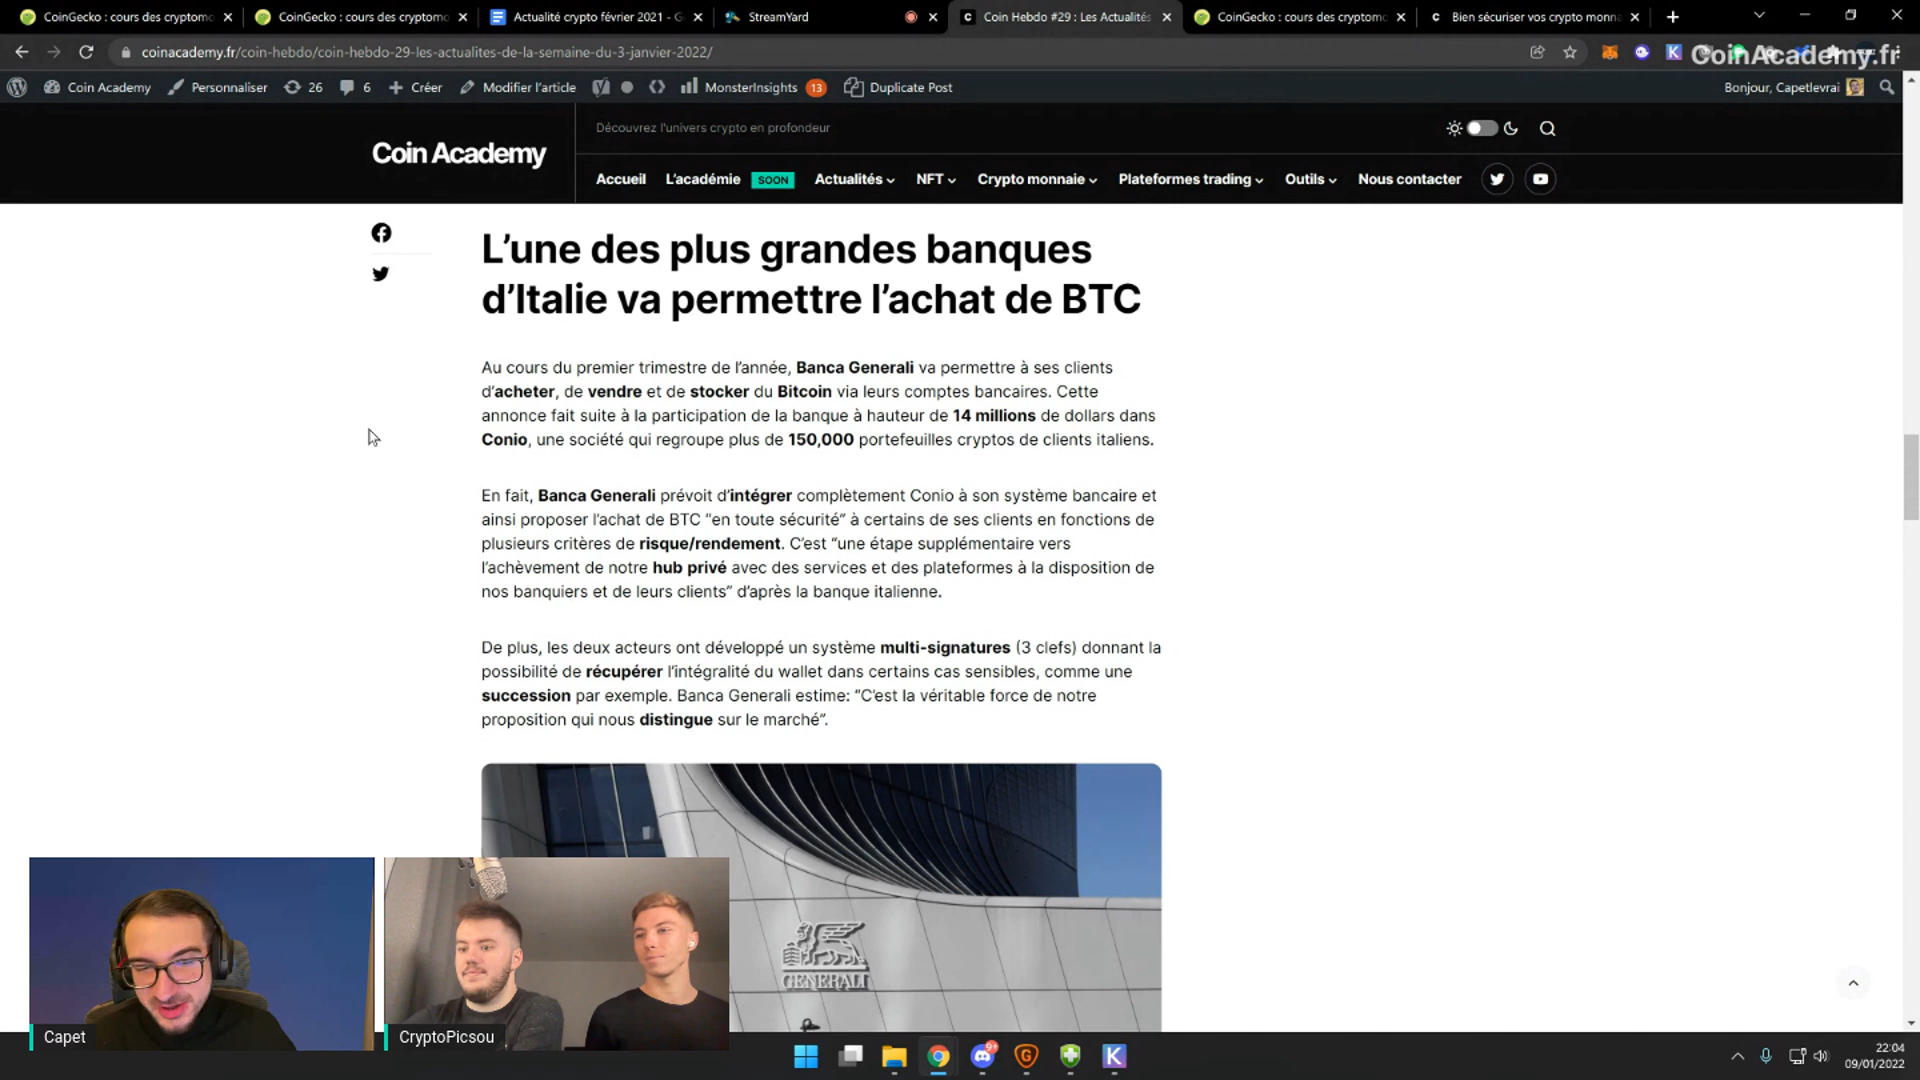 CoinGecko : cours des cryptomo
CoinGecko : cours des cryptomo
Actualité crypto février 2021 - G
StreamYard
Coin Hebdo #29 : Les Actualités
CoinGecko : cours des cryptomo
Bien sécuriser vos crypto monn
coinacademy.fr/coin-hebdo/coin-hebdo-29-les-actualites-de-la-semaine-du-3-janvier-2022/
CoinAcademy.fr
Coin Academy
Personnaliser
26
6
Créer
Modifier l'article
MonsterInsights
13
Duplicate Post
Bonjour, Capetlevrai
Coin Academy
Découvrez l'univers crypto en profondeur
Accueil
L'académie
SOON
Actualités
NFT
Crypto monnaie
Plateformes trading
Outils
Nous contacter
L'une des plus grandes banques
d'Italie va permettre l'achat de BTC
Au cours du premier trimestre de l'année, Banca Generali va permettre à ses clients
d'acheter, de vendre et de stocker du Bitcoin via leurs comptes bancaires. Cette
annonce fait suite à la participation de la banque à hauteur de 14 millions de dollars dans
Conio, une société qui regroupe plus de 150,000 portefeuilles cryptos de clients italiens.
En fait, Banca Generali prévoit d'intégrer complètement Conio à son système bancaire et
ainsi proposer l'achat de BTC "en toute sécurité" à certains de ses clients en fonctions de
plusieurs critères de risque/rendement. C'est "une étape supplémentaire vers
l'achèvement de notre hub privé avec des services et des plateformes à la disposition de
nos banquiers et de leurs clients" d'après la banque italienne.
De plus, les deux acteurs ont développé un système multi-signatures (3 clefs) donnant la
possibilité de récupérer l'intégralité du wallet dans certains cas sensibles, comme une
succession par exemple. Banca Generali estime: "C'est la véritable force de notre
proposition qui nous distingue sur le marché".
GENERALI
Capet
CryptoPicsou
22:04
09/01/2022